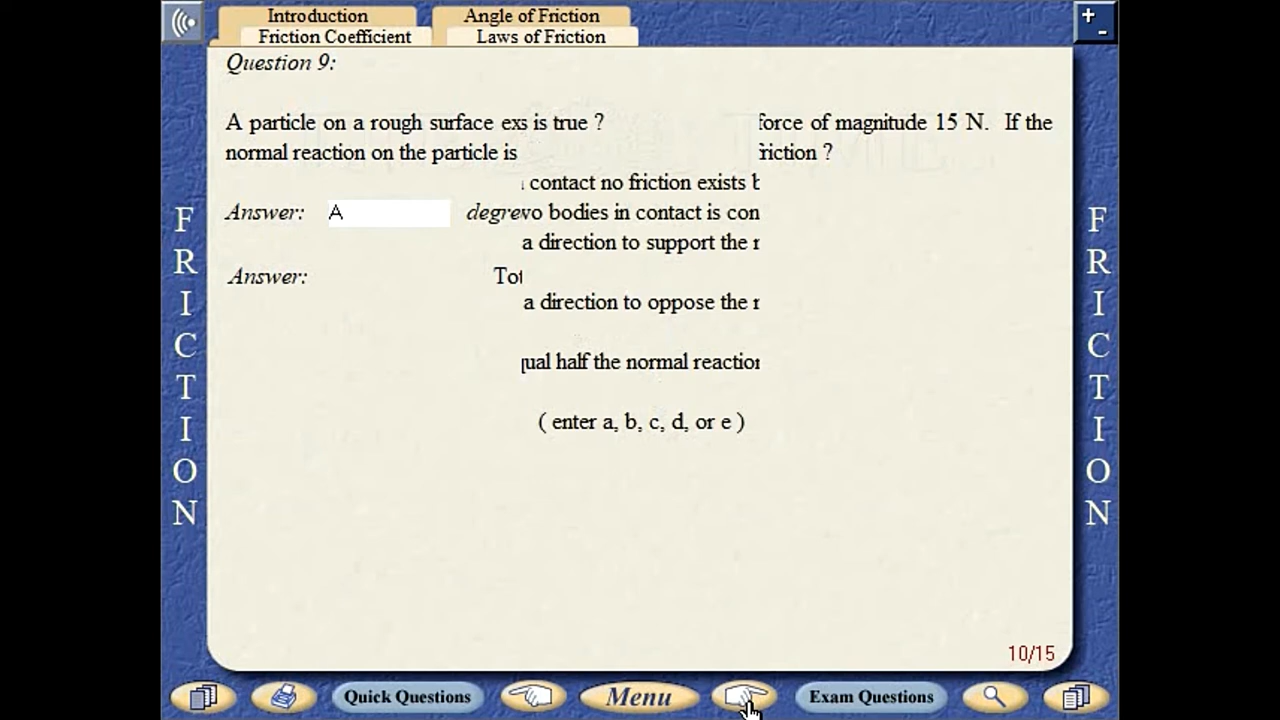 Introduction
Angle of Friction
Friction Coefficient
Laws of Friction
+
-
Question 9:
A particle on a rough surface exs is true ? force of magnitude 15 N. If the
normal reaction on the particle is riction ?
contact no friction exists b
Answer: A degrevo bodies in contact is con
a direction to support the
Answer: Tot
a direction to oppose the
qual half the normal reaction
( enter a, b, c, d, or e )
FRICTION
FRICTION
10/15
Quick Questions
Menu
Exam Questions